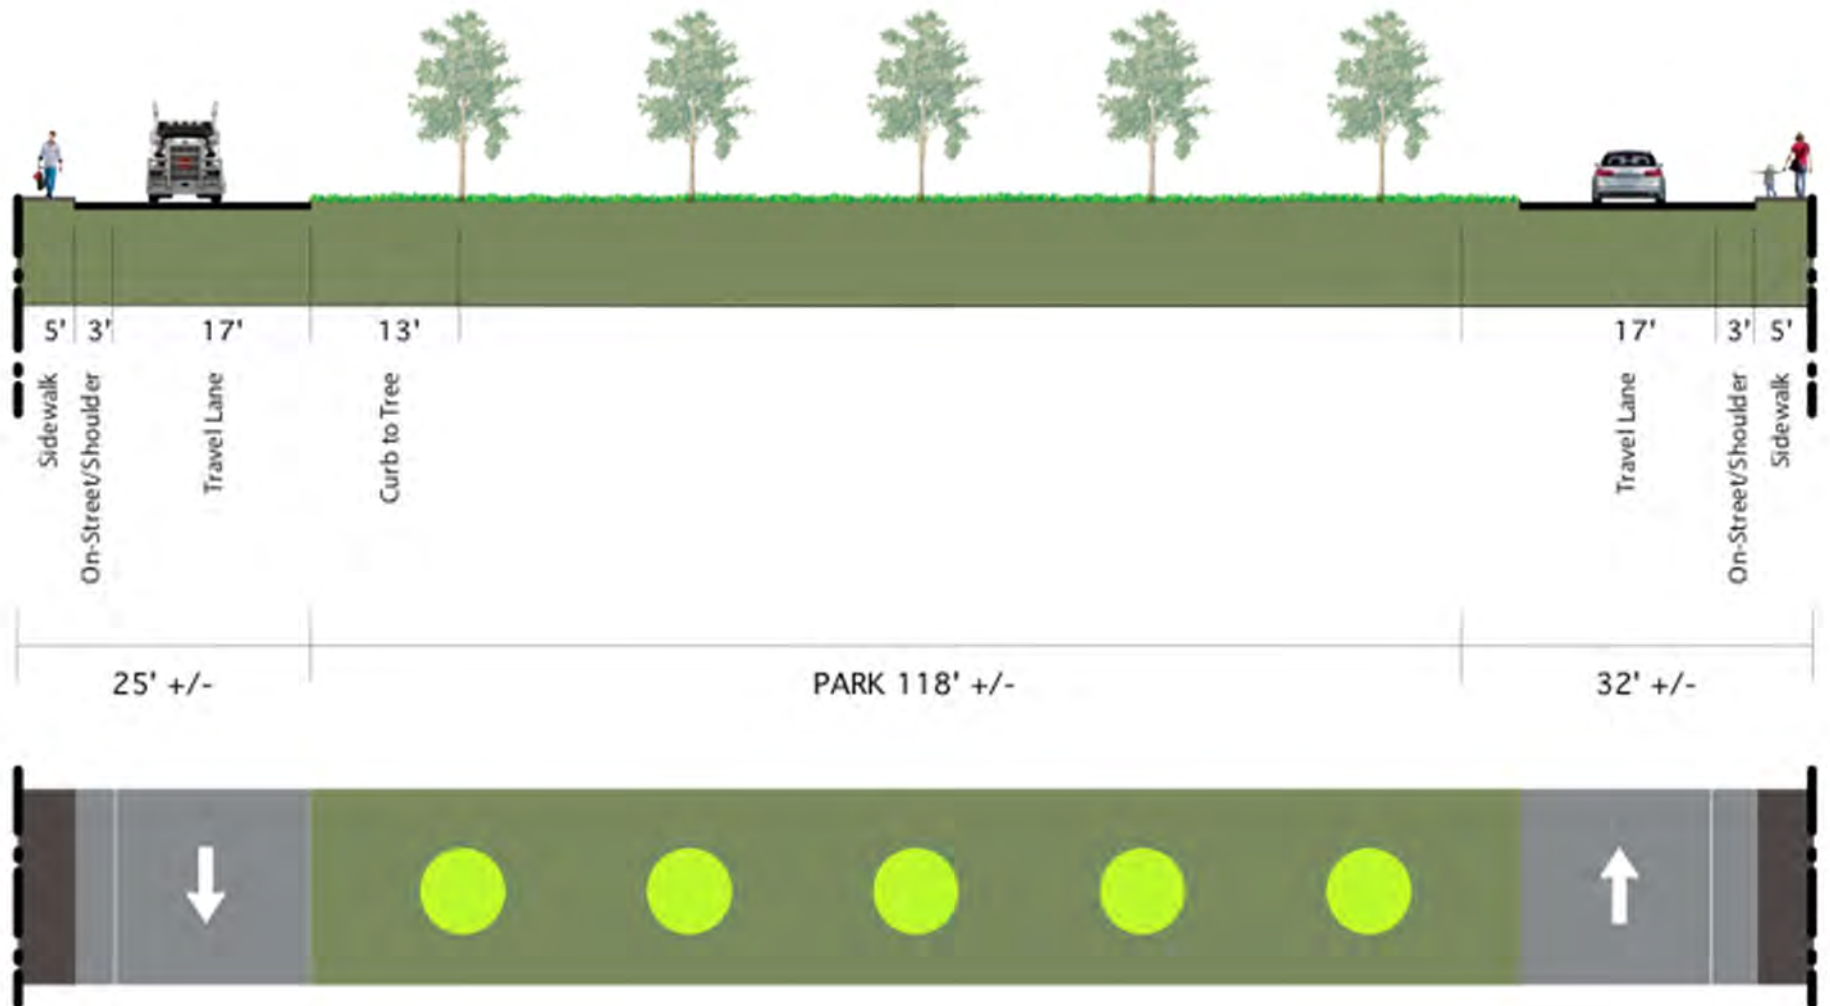 5' 3' 17' 13' 17' 3' 5'
Sidewalk
On-Street/Shoulder
Travel Lane
Curb to Tree
Travel Lane
On-Street/Shoulder
Sidewalk
25' +/- PARK 118' +/- 32' +/-